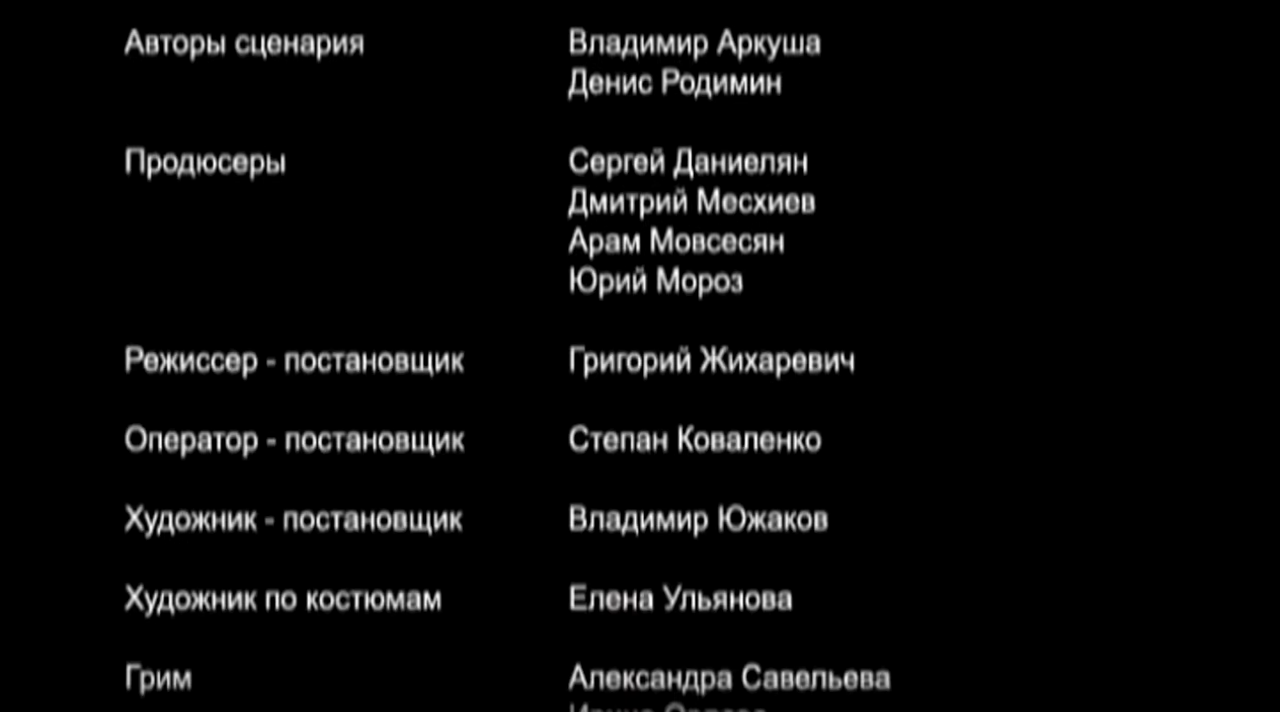 Авторы сценария Владимир Аркуша
Денис Родимин
Продюсеры Сергей Даниелян
Дмитрий Месхиев
Арам Мовсесян
Юрий Мороз
Режиссер - постановщик Григорий Жихаревич
Оператор - постановщик Степан Коваленко
Художник - постановщик Владимир Южаков
Художник по костюмам Елена Ульянова
Грим Александра Савельева